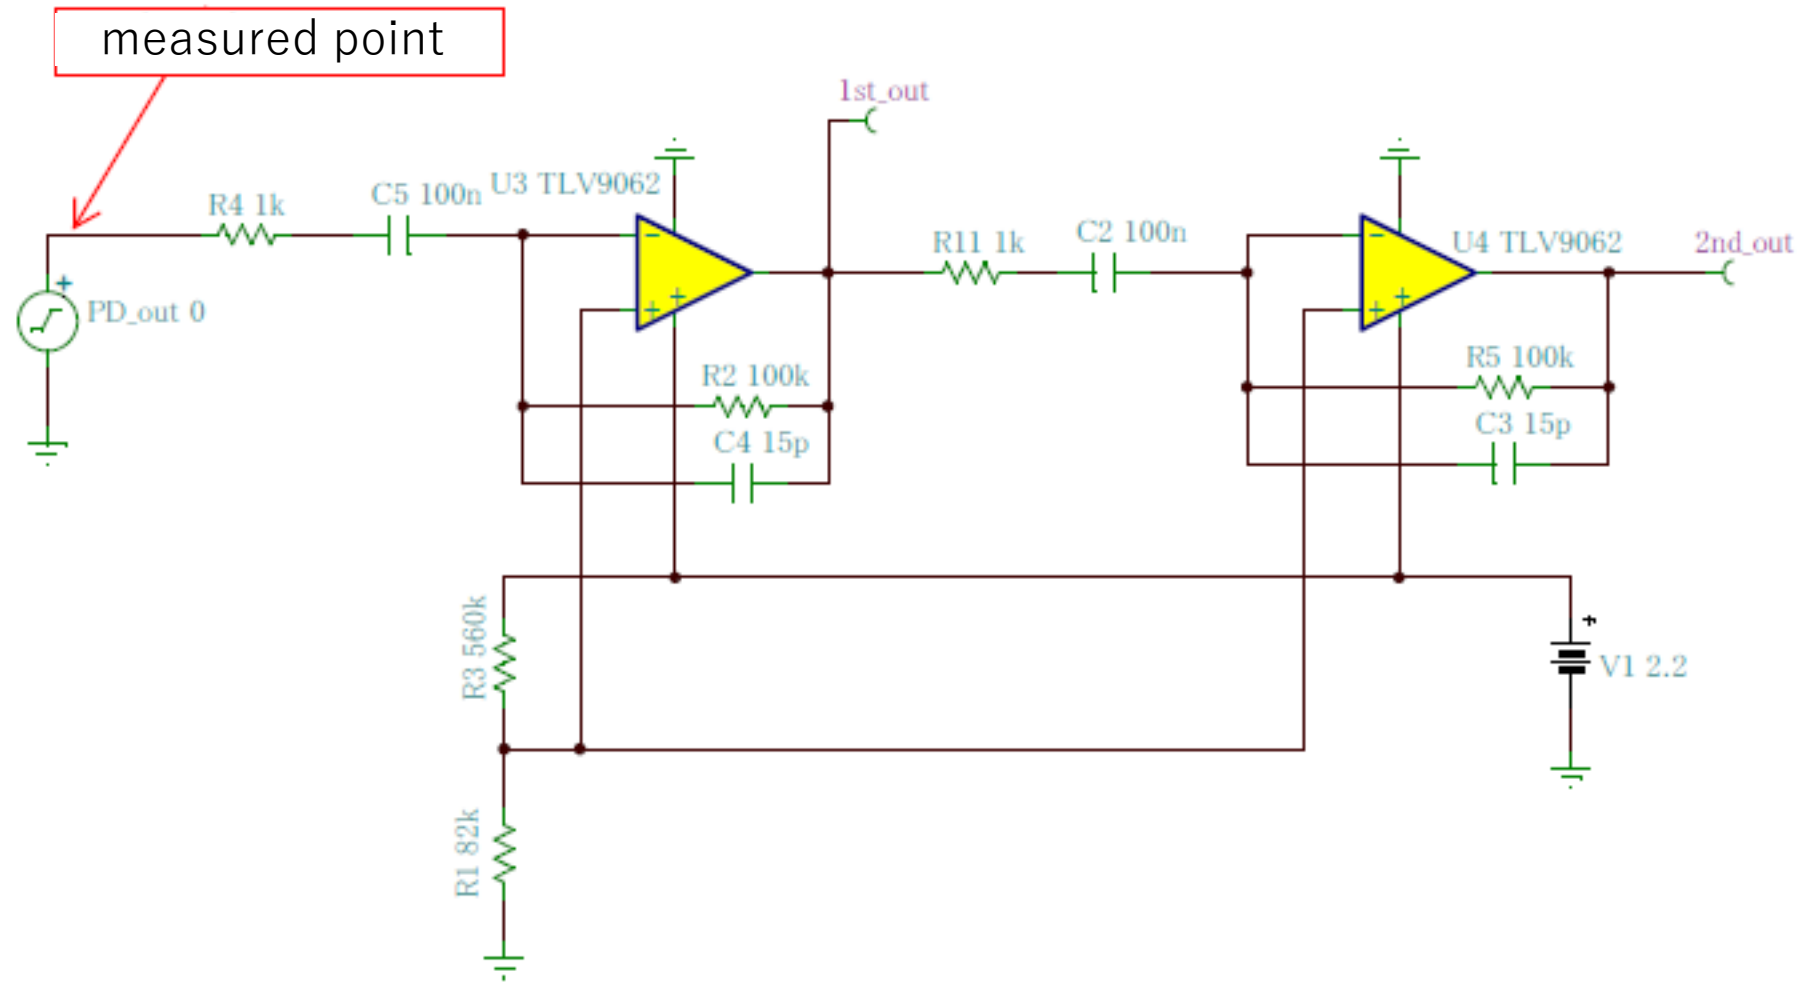 measured point
1st_out
U3 TLV9062
C5 100n
R4 1k
R11 1k
C2 100n
U4 TLV9062
2nd_out
PD_out 0
R2 100k
C4 15p
R5 100k
C3 15p
R3 560k
V1 2.2
R1 82k